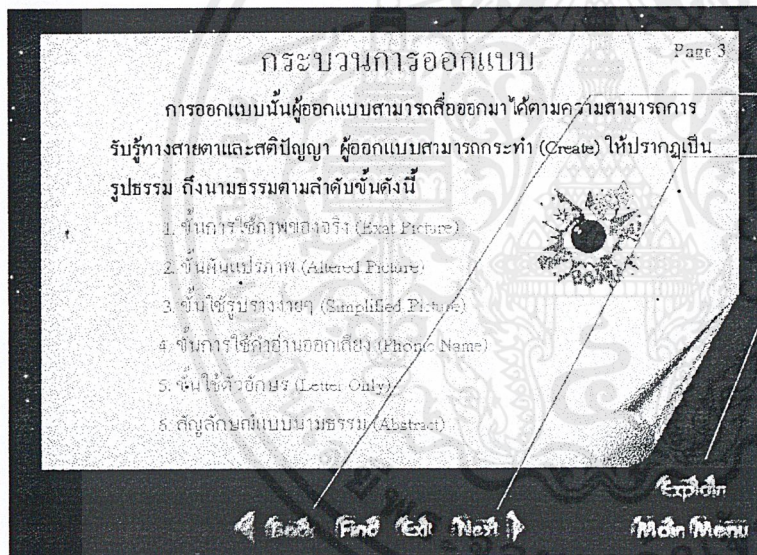 กระบวนการออกแบบ
Page 3
การออกแบบนั้นผู้ออกแบบสามารถสื่อออกมาได้ตามความสามารถการ
รับรู้ทางสายตาและสติปัญญา ผู้ออกแบบสามารถกระทำ (Create) ให้ปรากฏเป็น
รูปธรรม ถึงนามธรรมตามลำดับขั้นดังนี้
1. ขั้นการใช้ภาพของจริง (Exat Picture)
2. ขั้นผันแปรภาพ (Altered Picture)
3. ขั้นใช้รูปร่างง่ายๆ (Simplified Picture)
4. ขั้นการใช้คำอ่านออกเสียง (Phonic Name)
5. ขั้นใช้ตัวอักษร (Letter Only)
6. สัญลักษณ์แบบนามธรรม (Abstract)
Explain
Back Find Exit Next Main Menu